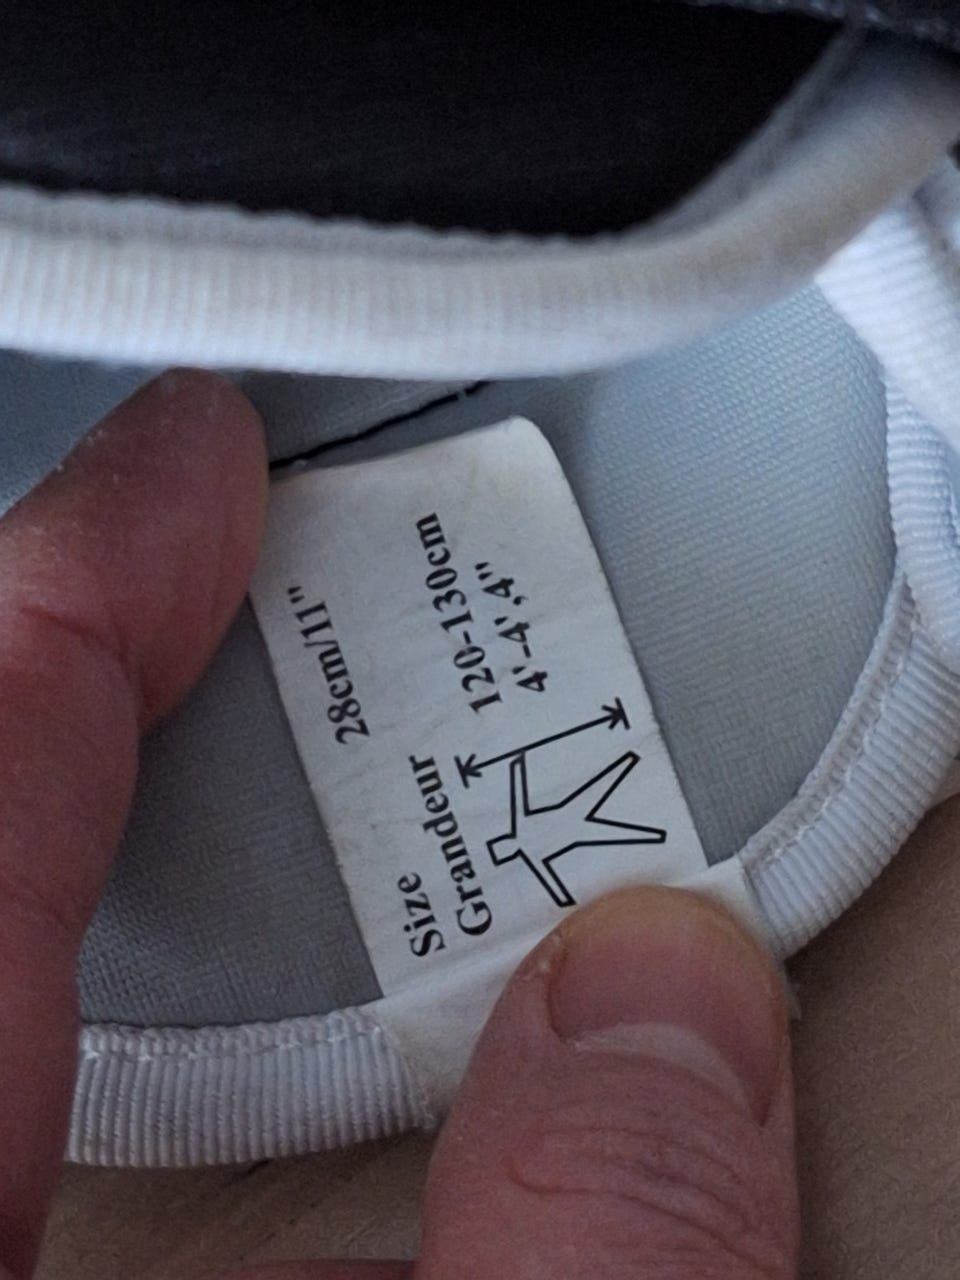 28cm/11"
Size
Grandeur
120-130cm
4'-4',4"